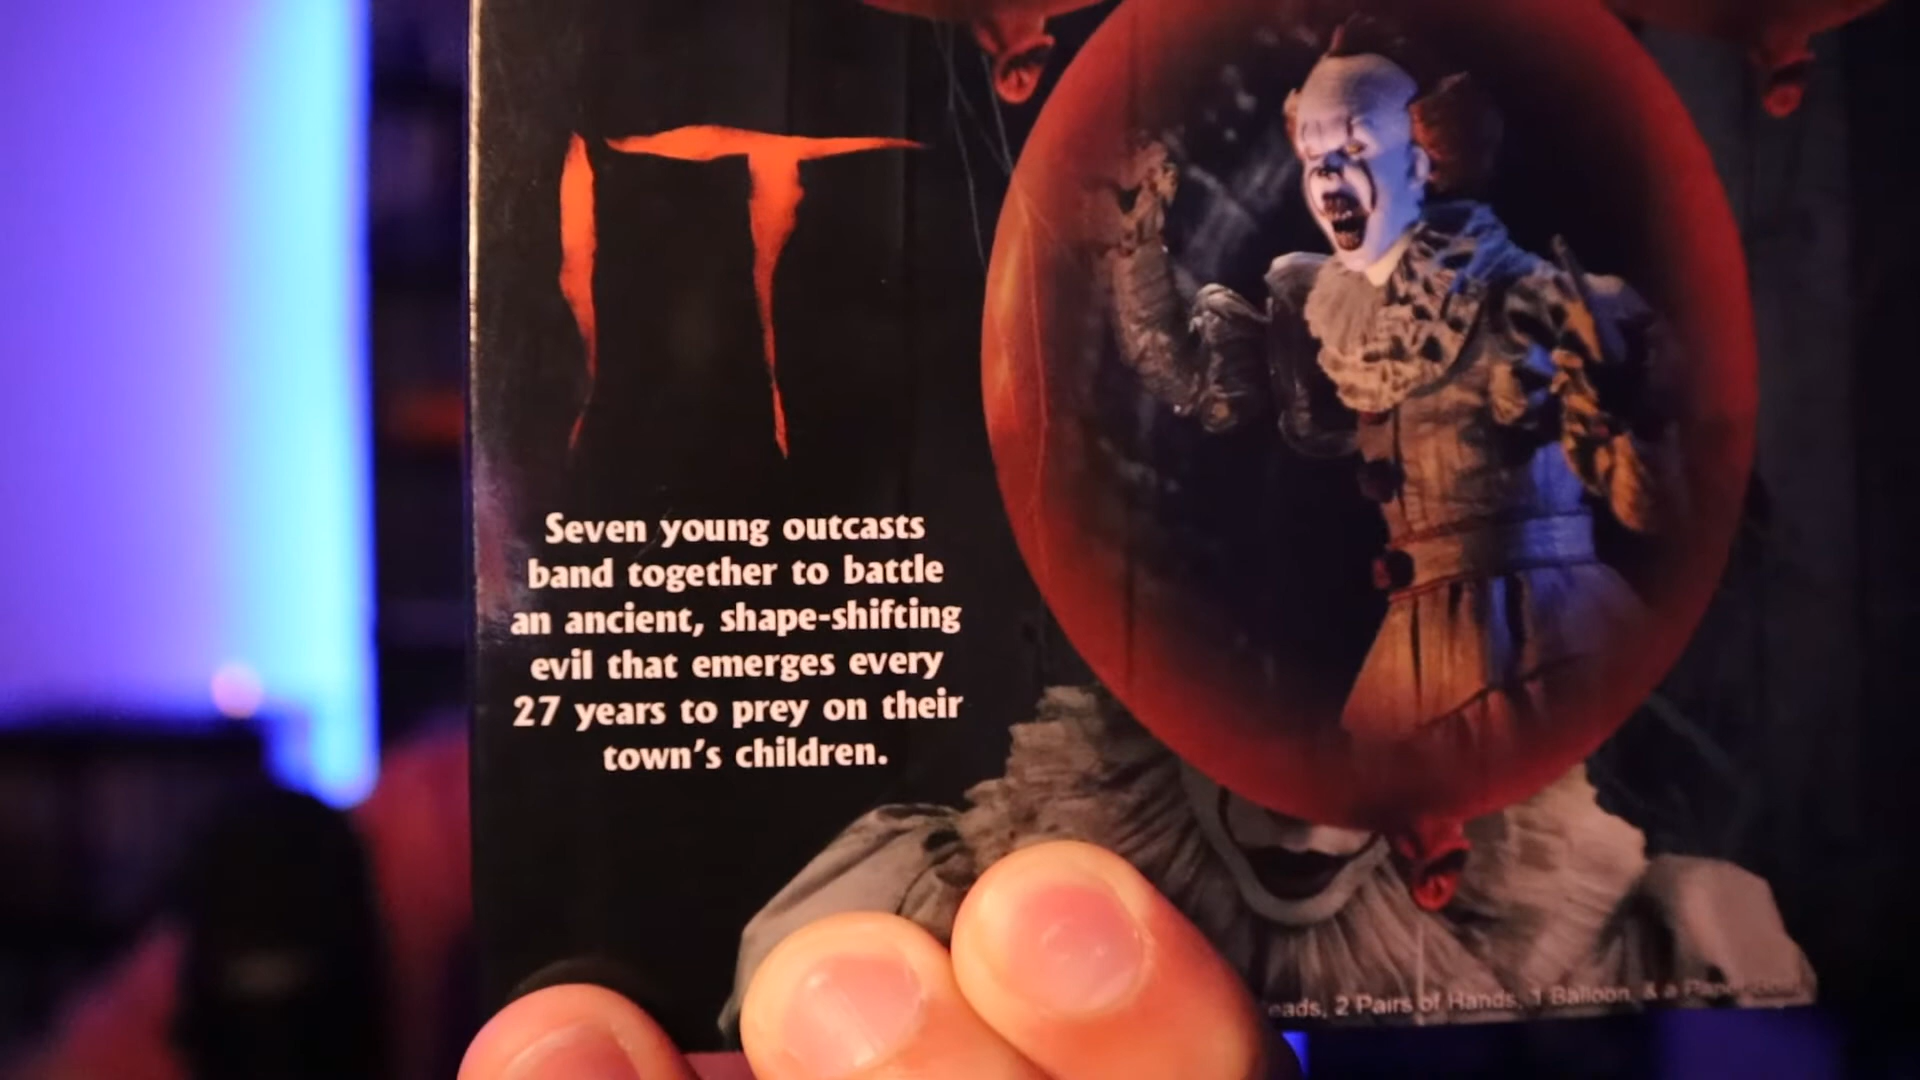 IT
Seven young outcasts
band together to battle
an ancient, shape-shifting
evil that emerges every
27 years to prey on their
town's children.
2 Pairs of Hands, 1 Balloon, & a